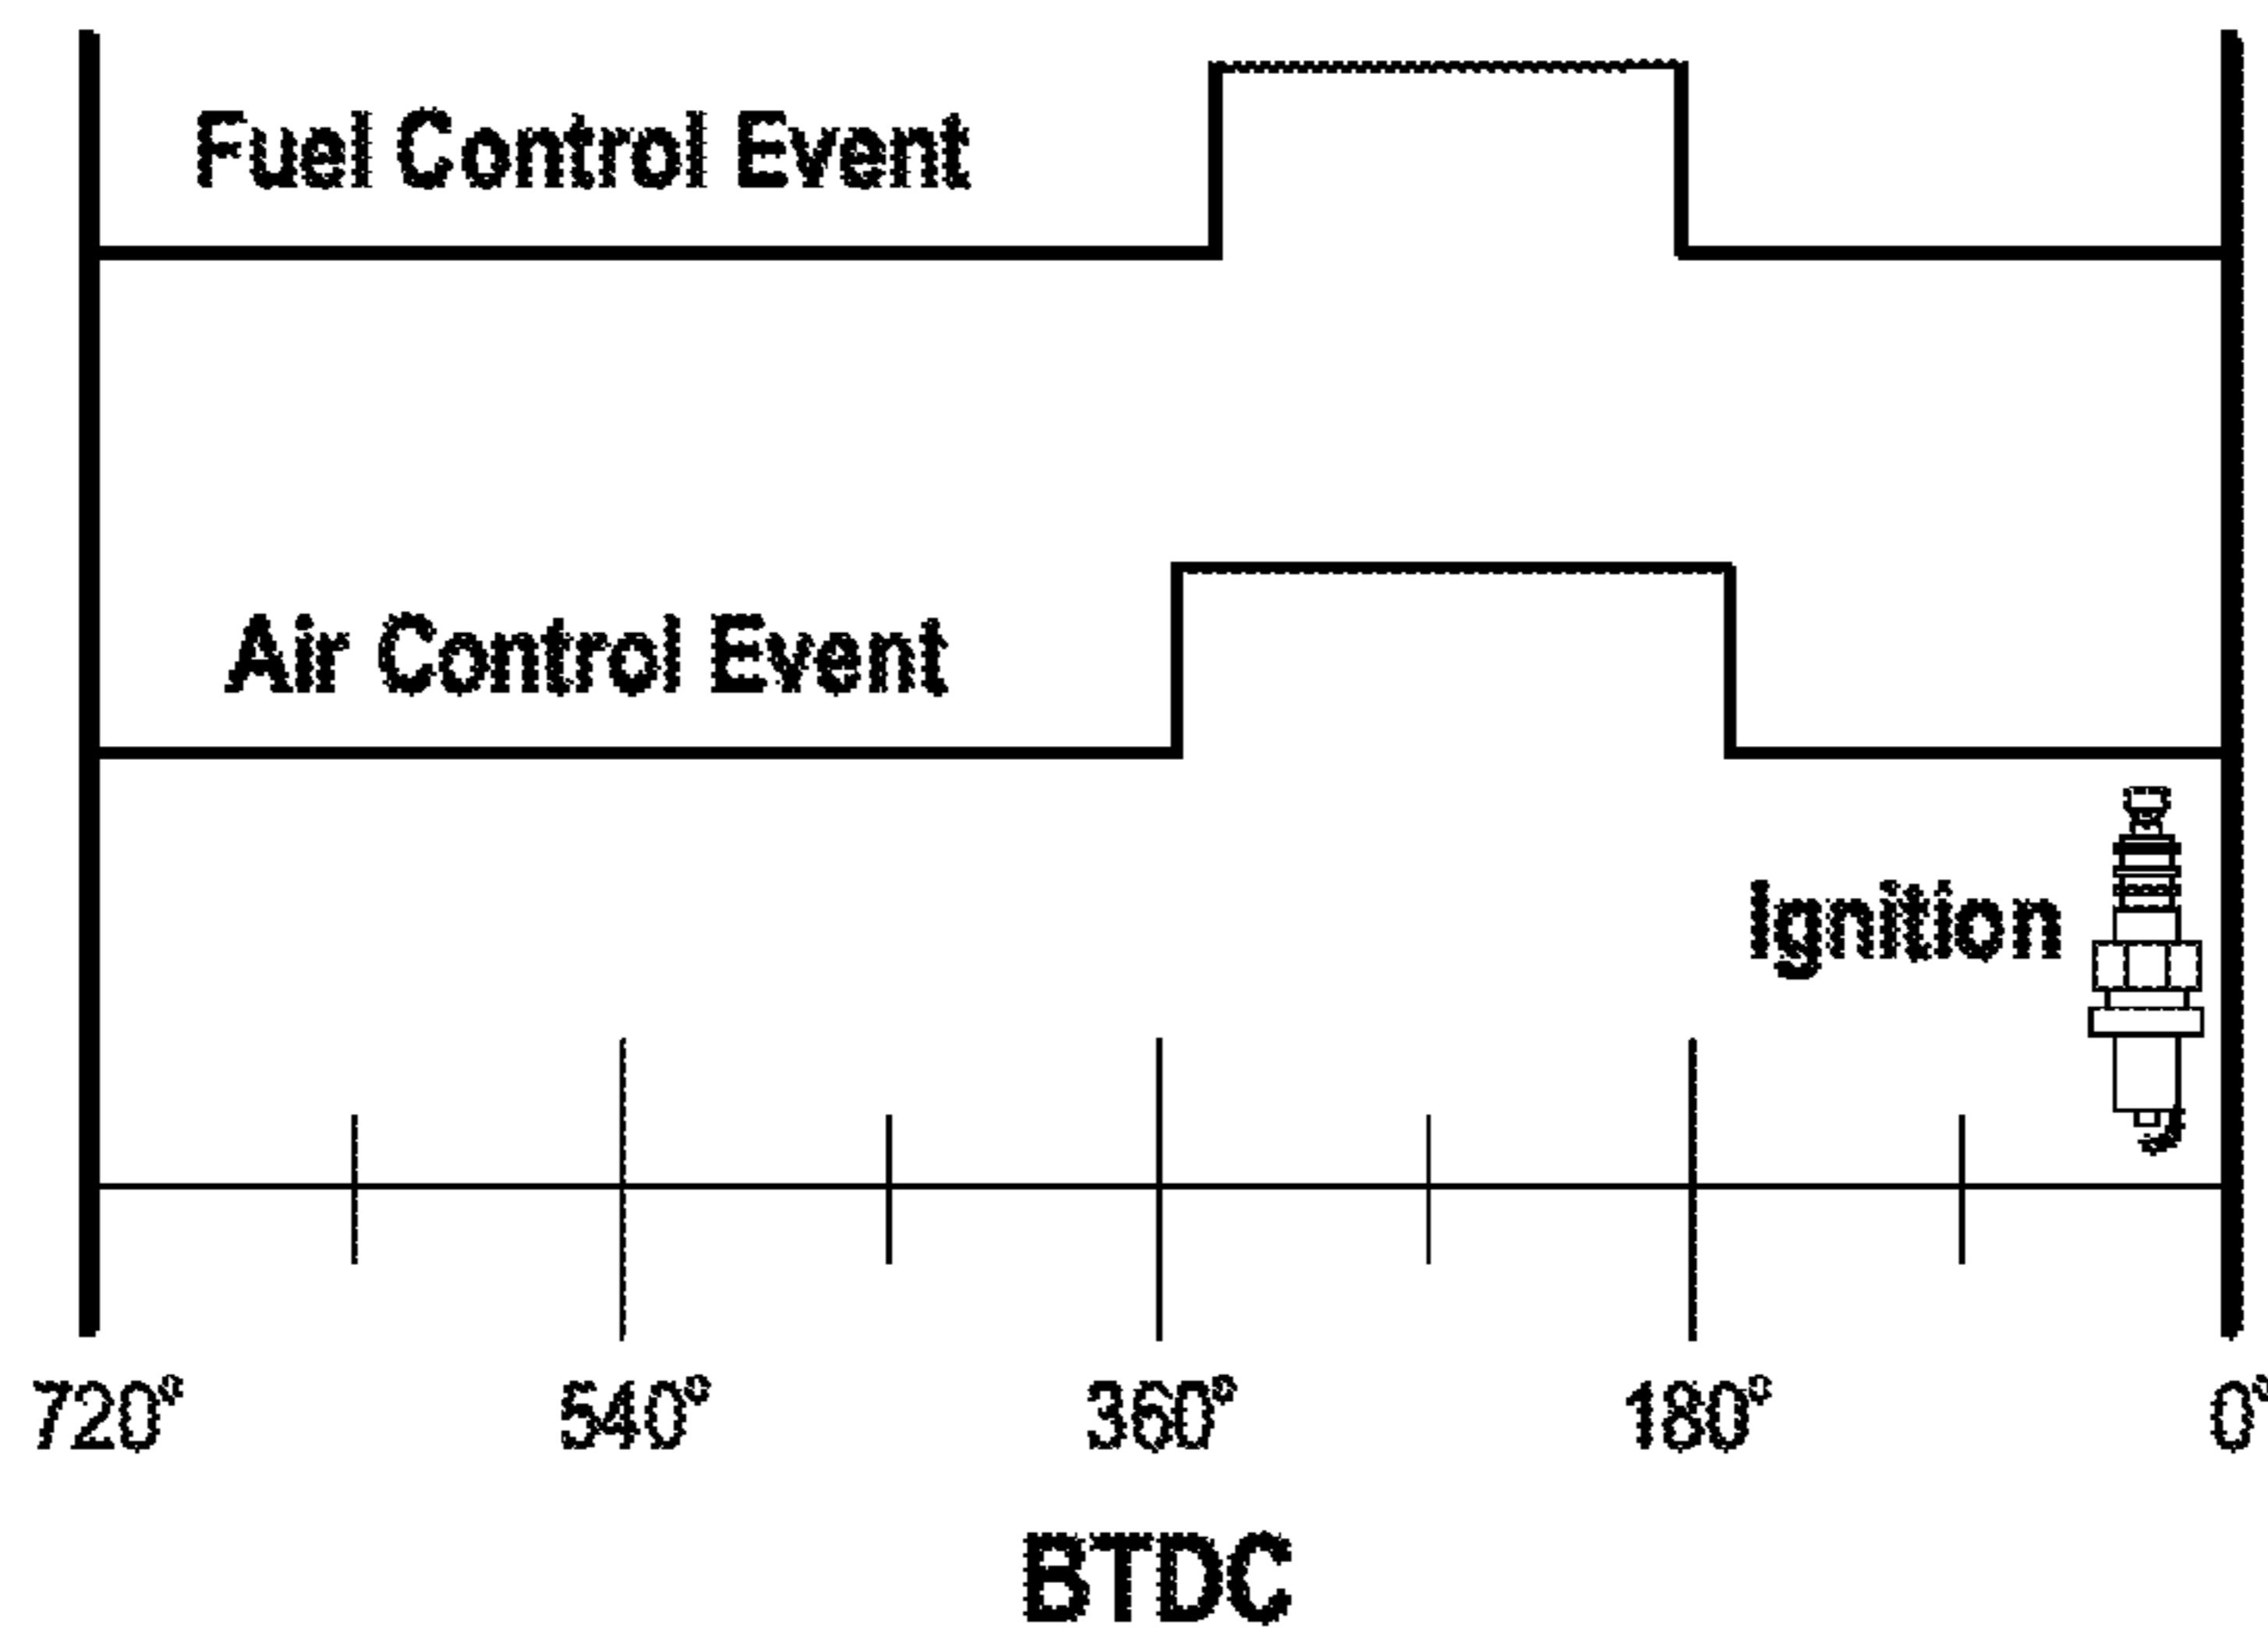 Fuel Control Event
Air Control Event
Ignition
720° 540° 360° 180° 0°
BTDC